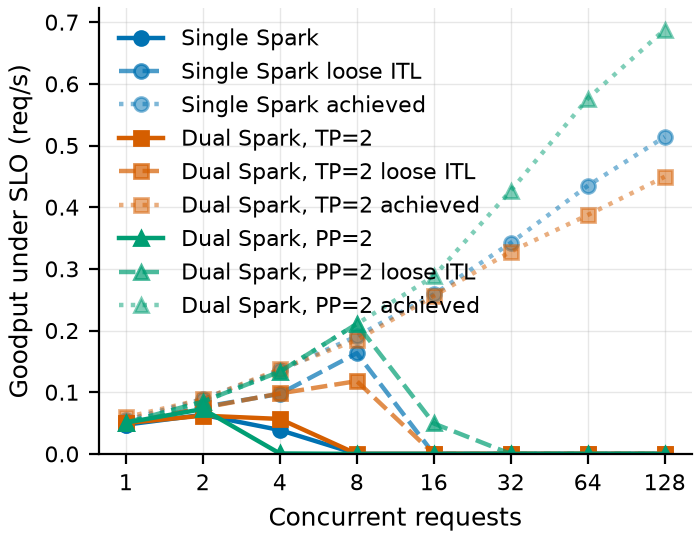 Goodput under SLO (req/s)
0.7
0.6
0.5
0.4
0.3
0.2
0.1
0.0
Single Spark
Single Spark loose ITL
Single Spark achieved
Dual Spark, TP=2
Dual Spark, TP=2 loose ITL
Dual Spark, TP=2 achieved
Dual Spark, PP=2
Dual Spark, PP=2 loose ITL
Dual Spark, PP=2 achieved
1 2 4 8 16 32 64 128
Concurrent requests